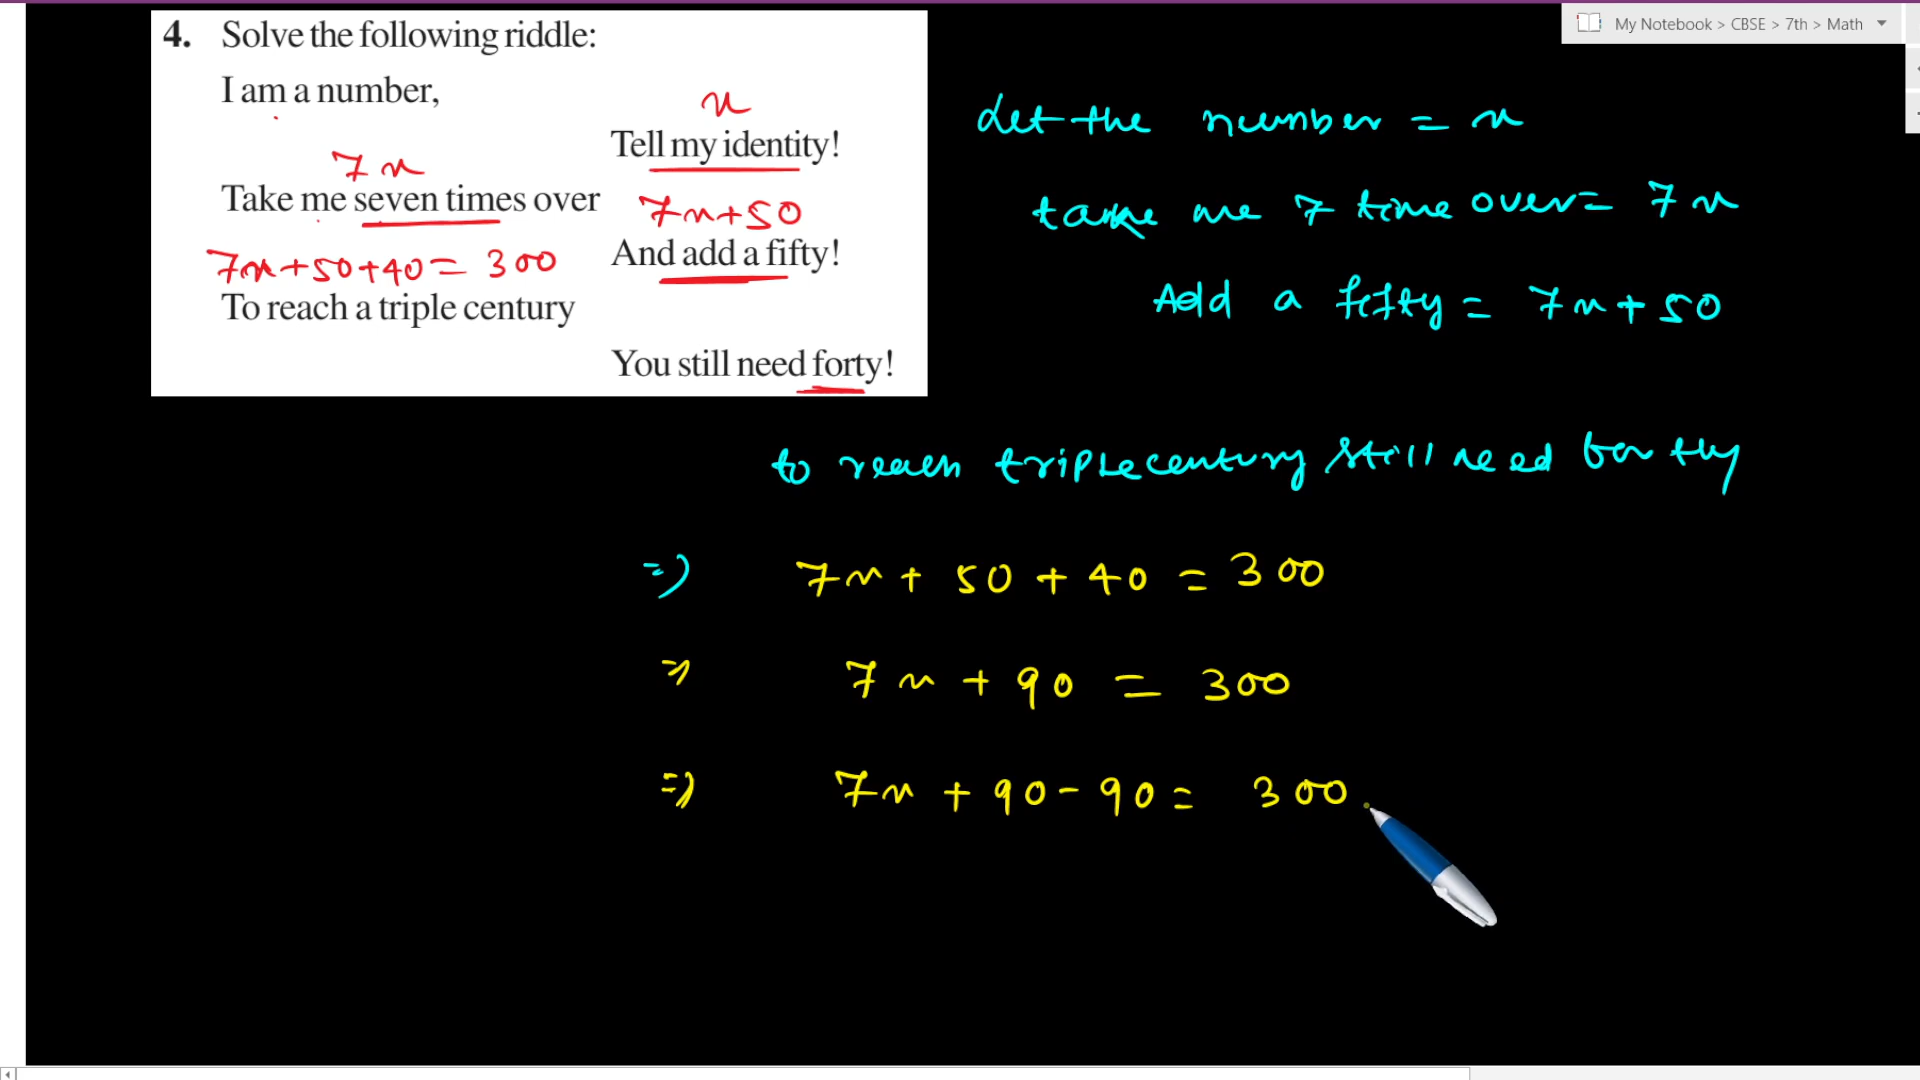 My Notebook > CBSE > 7th > Math
4. Solve the following riddle:
I am a number,
x
Tell my identity!
7x
Take me seven times over
7x+50
And add a fifty!
7x+50+40= 300
To reach a triple century
You still need forty!
Let the number = x
take me 7 time over= 7x
Add a fifty = 7x+50
to reach triple century still need forty
=> 7x+ 50 + 40 = 300
=> 7x + 90 = 300
=> 7x + 90 - 90 = 300